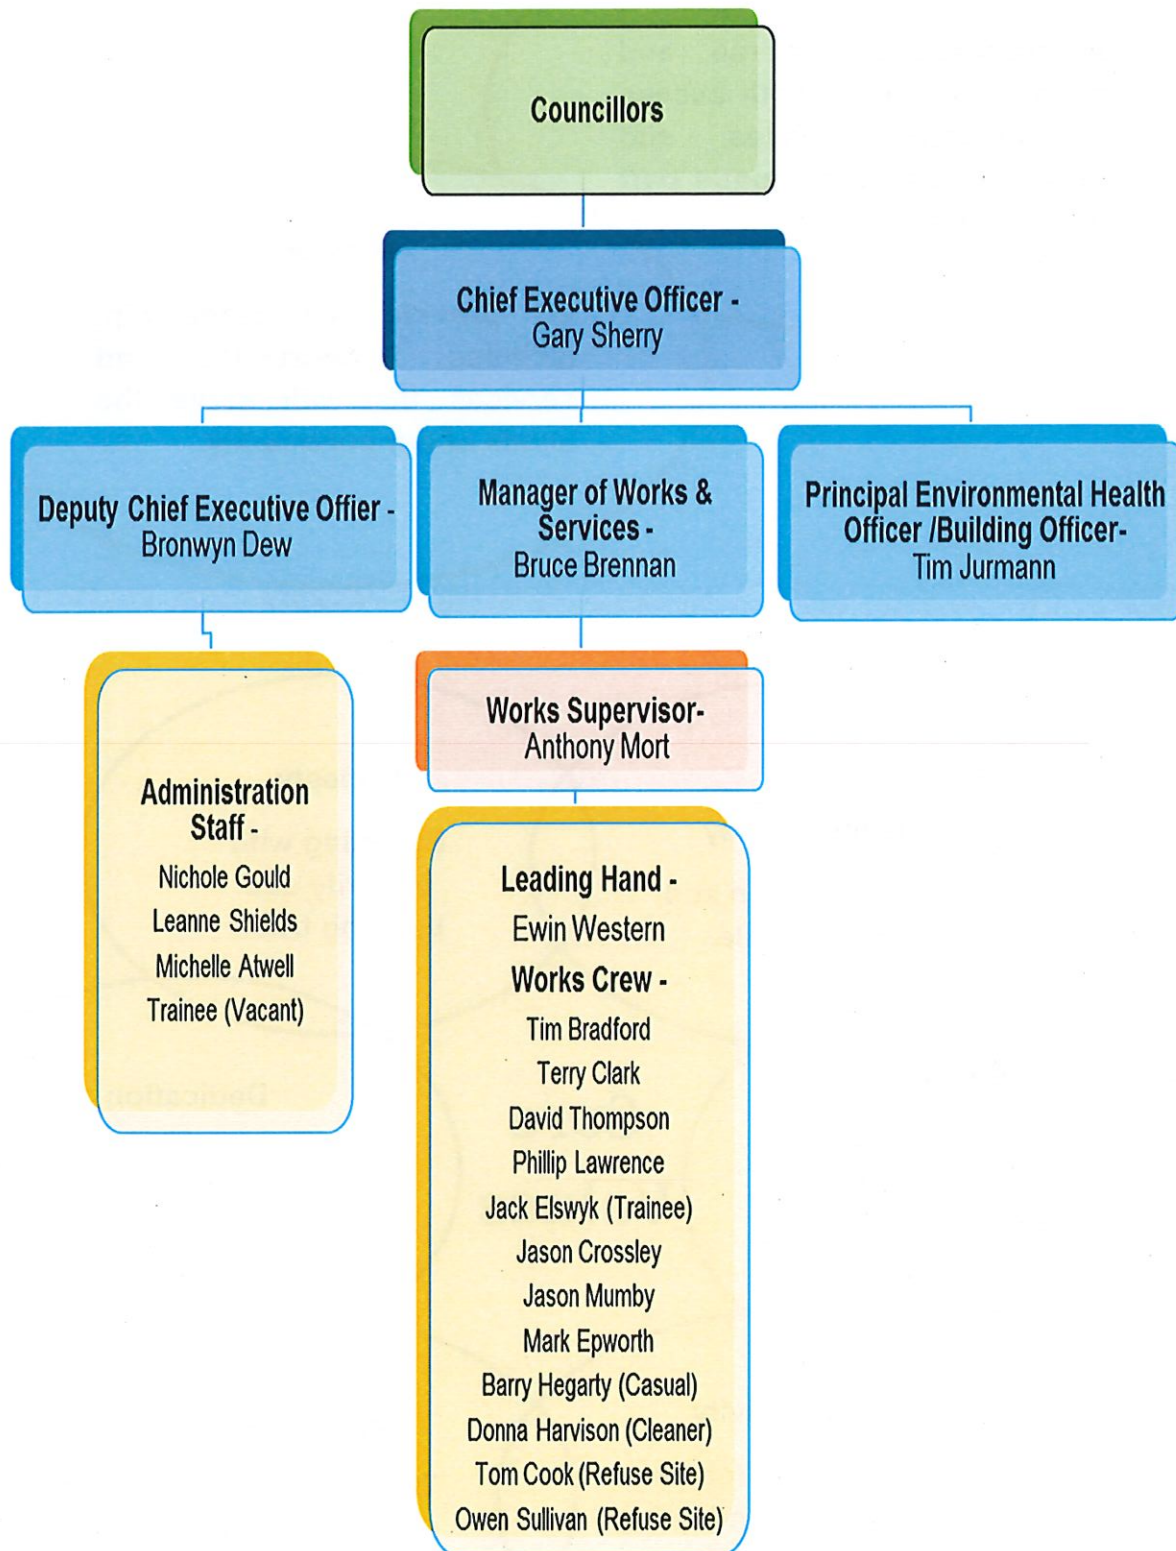 Councillors
Chief Executive Officer -
Gary Sherry
Deputy Chief Executive Offier -
Bronwyn Dew
Manager of Works &
Services -
Bruce Brennan
Principal Environmental Health
Officer /Building Officer-
Tim Jurmann
Administration
Staff -
Nichole Gould
Leanne Shields
Michelle Atwell
Trainee (Vacant)
Works Supervisor-
Anthony Mort
Leading Hand -
Ewin Western
Works Crew -
Tim Bradford
Terry Clark
David Thompson
Phillip Lawrence
Jack Elswyk (Trainee)
Jason Crossley
Jason Mumby
Mark Epworth
Barry Hegarty (Casual)
Donna Harvison (Cleaner)
Tom Cook (Refuse Site)
Owen Sullivan (Refuse Site)